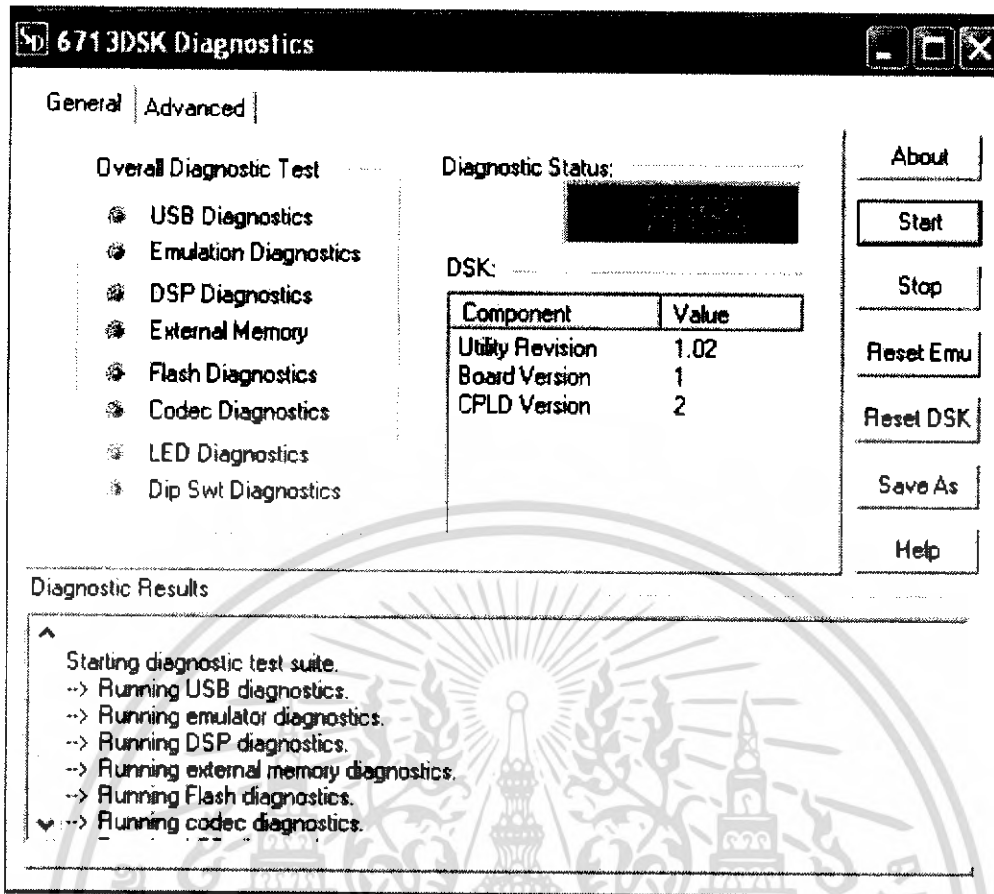 SD 6713DSK Diagnostics
General Advanced
Overall Diagnostic Test
USB Diagnostics
Emulation Diagnostics
DSP Diagnostics
External Memory
Flash Diagnostics
Codec Diagnostics
LED Diagnostics
Dip Swt Diagnostics
Diagnostic Status:
DSK:
Component Value
Utility Revision 1.02
Board Version 1
CPLD Version 2
About
Start
Stop
Reset Emu
Reset DSK
Save As
Help
Diagnostic Results
Starting diagnostic test suite.
--> Running USB diagnostics.
--> Running emulator diagnostics.
--> Running DSP diagnostics.
--> Running external memory diagnostics.
--> Running Flash diagnostics.
--> Running codec diagnostics.